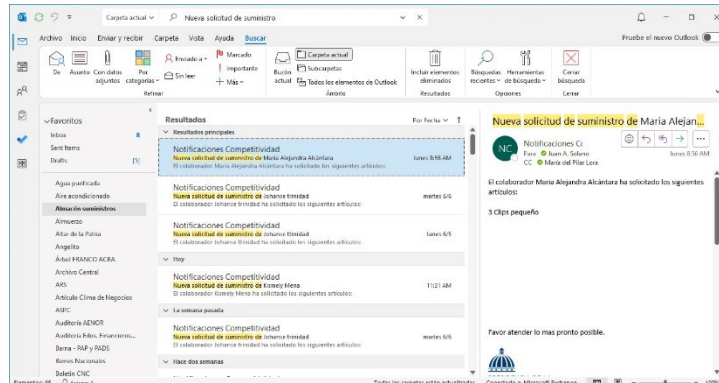 Carpeta actual
Nueva solicitud de suministro
Archivo Inicio Enviar y recibir Carpeta Vista Ayuda Buscar
Pruebe el nuevo Outlook
De
Asunto
Con datos adjuntos
Por categorías
Enviado a
Sin leer
Marcado
Importante
Más
Refinar
Buzón actual
Carpeta actual
Subcarpetas
Todos los elementos de Outlook
Ámbito
Incluir elementos eliminados
Resultados
Búsquedas recientes
Herramientas de búsqueda
Opciones
Cerrar búsqueda
Cerrar
Favoritos
Inbox 8
Sent Items
Drafts [5]
Agua purificada
Aire acondicionado
Almacén suministros
Almuerzo
Altar de la Patria
Angelito
Árbol FRANCO ACRA
Archivo Central
ARS
Artículo Clima de Negocios
ASPC
Auditoría AENOR
Auditoría Edos. Financieros...
Barna - PAP y PADS
Bienes Nacionales
Boletín CNC
Resultados
Por Fecha
Resultados principales
Notificaciones Competitividad
Nueva solicitud de suministro de Maria Alejandra Alcántara lunes 8:56 AM
El colaborador Maria Alejandra Alcántara ha solicitado los siguientes artículos:
Notificaciones Competitividad
Nueva solicitud de suministro de Johanse trinidad martes 6/6
El colaborador Johanse trinidad ha solicitado los siguientes artículos:
Notificaciones Competitividad
Nueva solicitud de suministro de Johanse trinidad lunes 6/5
El colaborador Johanse trinidad ha solicitado los siguientes artículos:
Hoy
Notificaciones Competitividad
Nueva solicitud de suministro de Kismely Mena 11:31 AM
El colaborador Kismely Mena ha solicitado los siguientes artículos:
La semana pasada
Notificaciones Competitividad
Nueva solicitud de suministro de Johanse trinidad martes 6/6
El colaborador Johanse trinidad ha solicitado los siguientes artículos:
Hace dos semanas
Nueva solicitud de suministro de Maria Alejan...
NC
Notificaciones Cc
Para Juan A. Solano
CC María del Pilar Lora
lunes 8:56 AM
El colaborador Maria Alejandra Alcántara ha solicitado los siguientes
artículos:
3 Clips pequeño
Favor atender lo mas pronto posible.
Todas las carpetas están actualizadas. Conectado a: Microsoft Exchange